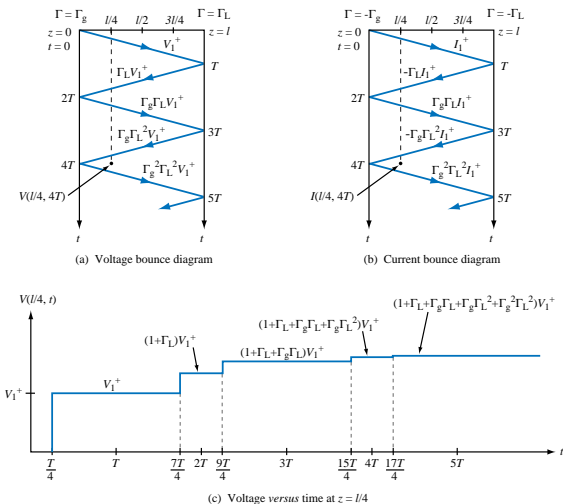 Γ = Γg l/4 l/2 3l/4 Γ = ΓL
z = 0 z = l
t = 0
V1+
T
ΓLV1+
2T
ΓgΓLV1+
3T
ΓgΓL2V1+
4T
Γg2ΓL2V1+
V(l/4, 4T)
5T
t t
(a) Voltage bounce diagram
Γ = -Γg l/4 l/2 3l/4 Γ = -ΓL
z = 0 z = l
t = 0
I1+
T
-ΓLI1+
2T
ΓgΓLI1+
3T
-ΓgΓL2I1+
4T
Γg2ΓL2I1+
I(l/4, 4T)
5T
t t
(b) Current bounce diagram
V(l/4, t)
(1+ΓL+ΓgΓL+ΓgΓL2+Γg2ΓL2)V1+
(1+ΓL+ΓgΓL+ΓgΓL2)V1+
(1+ΓL)V1+
(1+ΓL+ΓgΓL)V1+
V1+
V1+
T/4 T 7T/4 2T 9T/4 3T 15T/4 4T 17T/4 5T t
(c) Voltage versus time at z = l/4